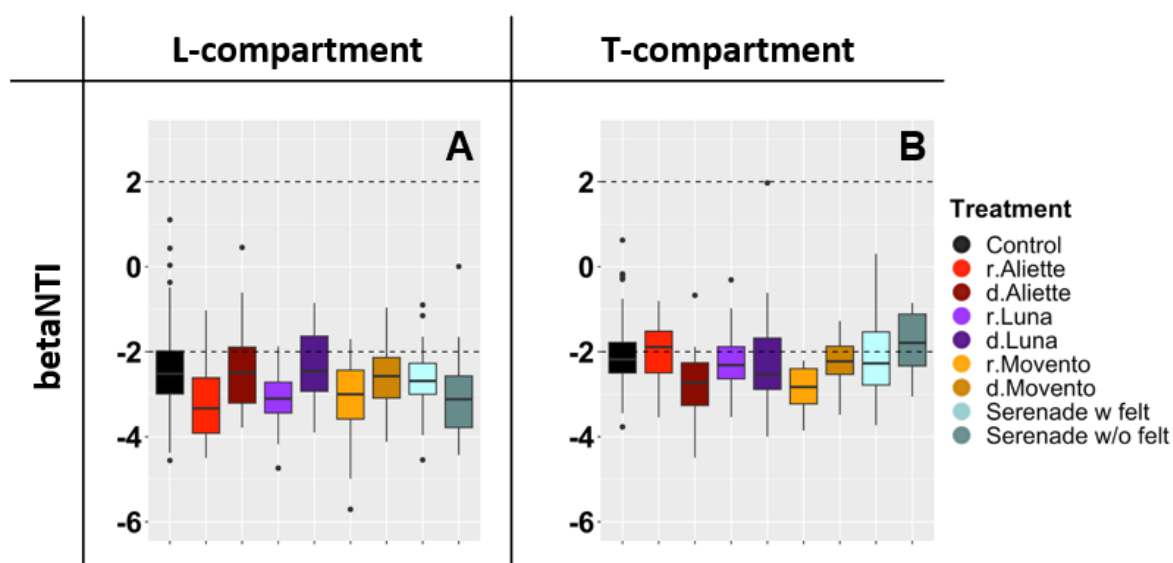 L-compartment
T-compartment
betaNTI
A
2
0
-2
-4
-6
B
2
0
-2
-4
-6
Treatment
Control
r.Aliette
d.Aliette
r.Luna
d.Luna
r.Movento
d.Movento
Serenade w felt
Serenade w/o felt